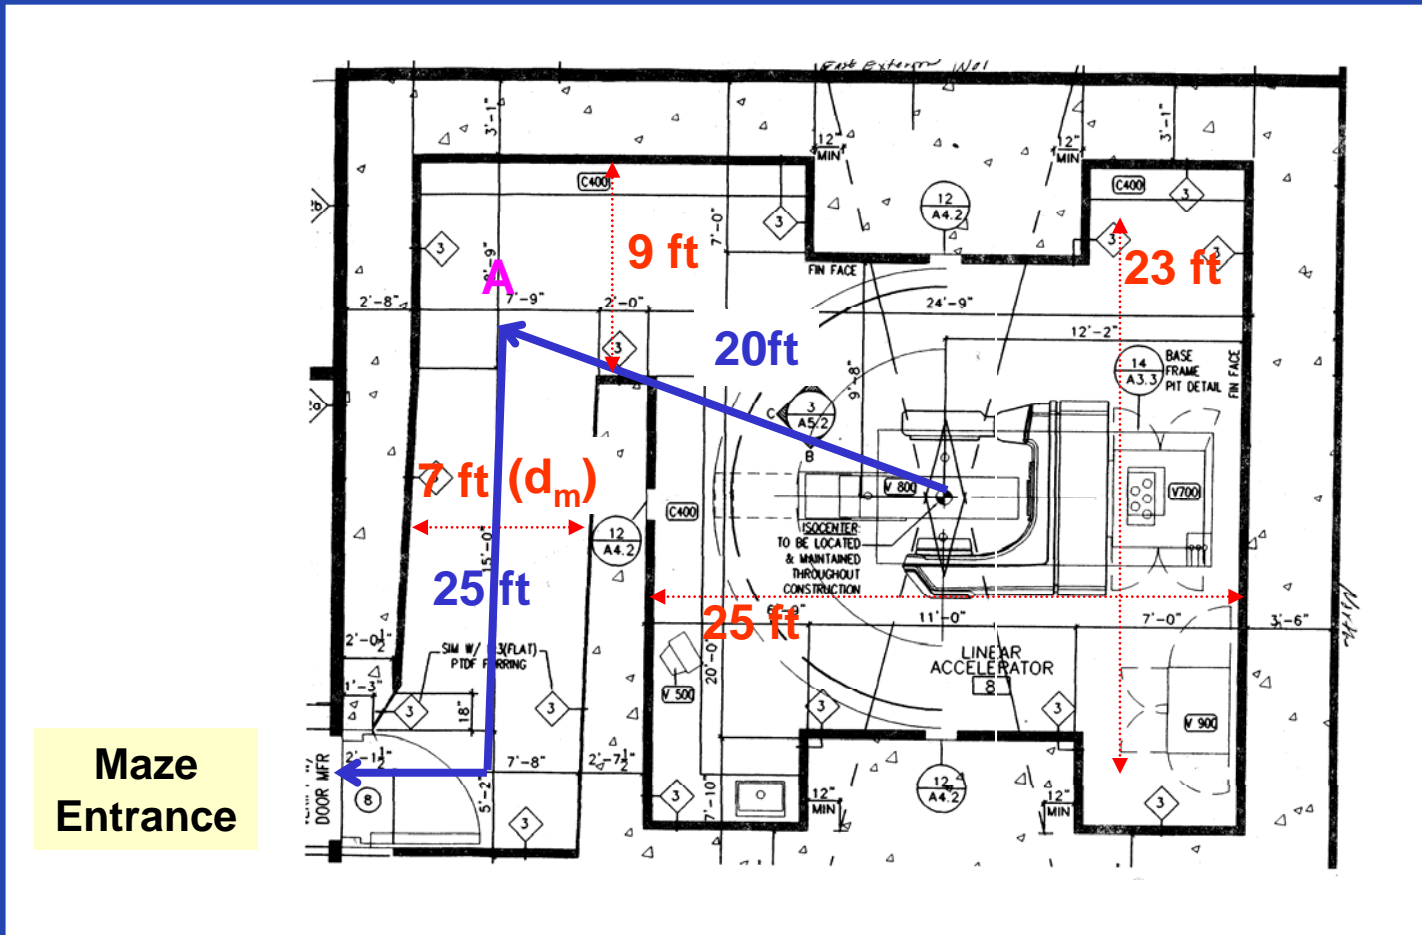 East Exterior Wal
3'-1"
12"
MIN
12"
MIN
3'-1"
C400
12
A4.2
C400
3
3
3
7'-0"
9 ft
3
3
3
23 ft
FIN FACE
A
2'-8"
7'-9"
2'-0"
24'-9"
12'-2"
3
20ft
14
A3.3
BASE
FRAME
PIT DETAIL
FIN FACE
9'-8"
C
3
A5.2
B
7 ft (dm)
V 800
V700
C400
12
A4.2
ISOCENTER
TO BE LOCATED
& MAINTAINED
THROUGHOUT
CONSTRUCTION
15'-0"
25 ft
25 ft
11'-0"
7'-0"
3'-6"
2'-0½"
SIM W/
(FLAT)
PTDF FURRING
20'-0"
LINEAR
ACCELERATOR
8
1'-3"
V 500
3
18"
3
3
3
V 900
Maze
Entrance
DOOR MFR
2'-1½"
7'-8"
2'-7½"
8
5'-2"
3
3
7'-10"
12"
MIN
12
A4.2
12"
MIN
3